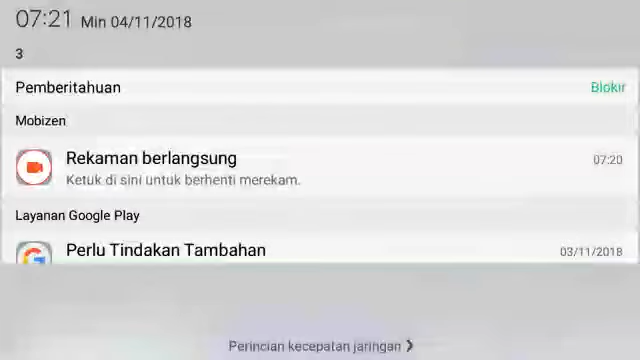 07:21 Min 04/11/2018
3
Pemberitahuan Blokir
Mobizen
Rekaman berlangsung 07:20
Ketuk di sini untuk berhenti merekam.
Layanan Google Play
Perlu Tindakan Tambahan 03/11/2018
Perincian kecepatan jaringan ❯